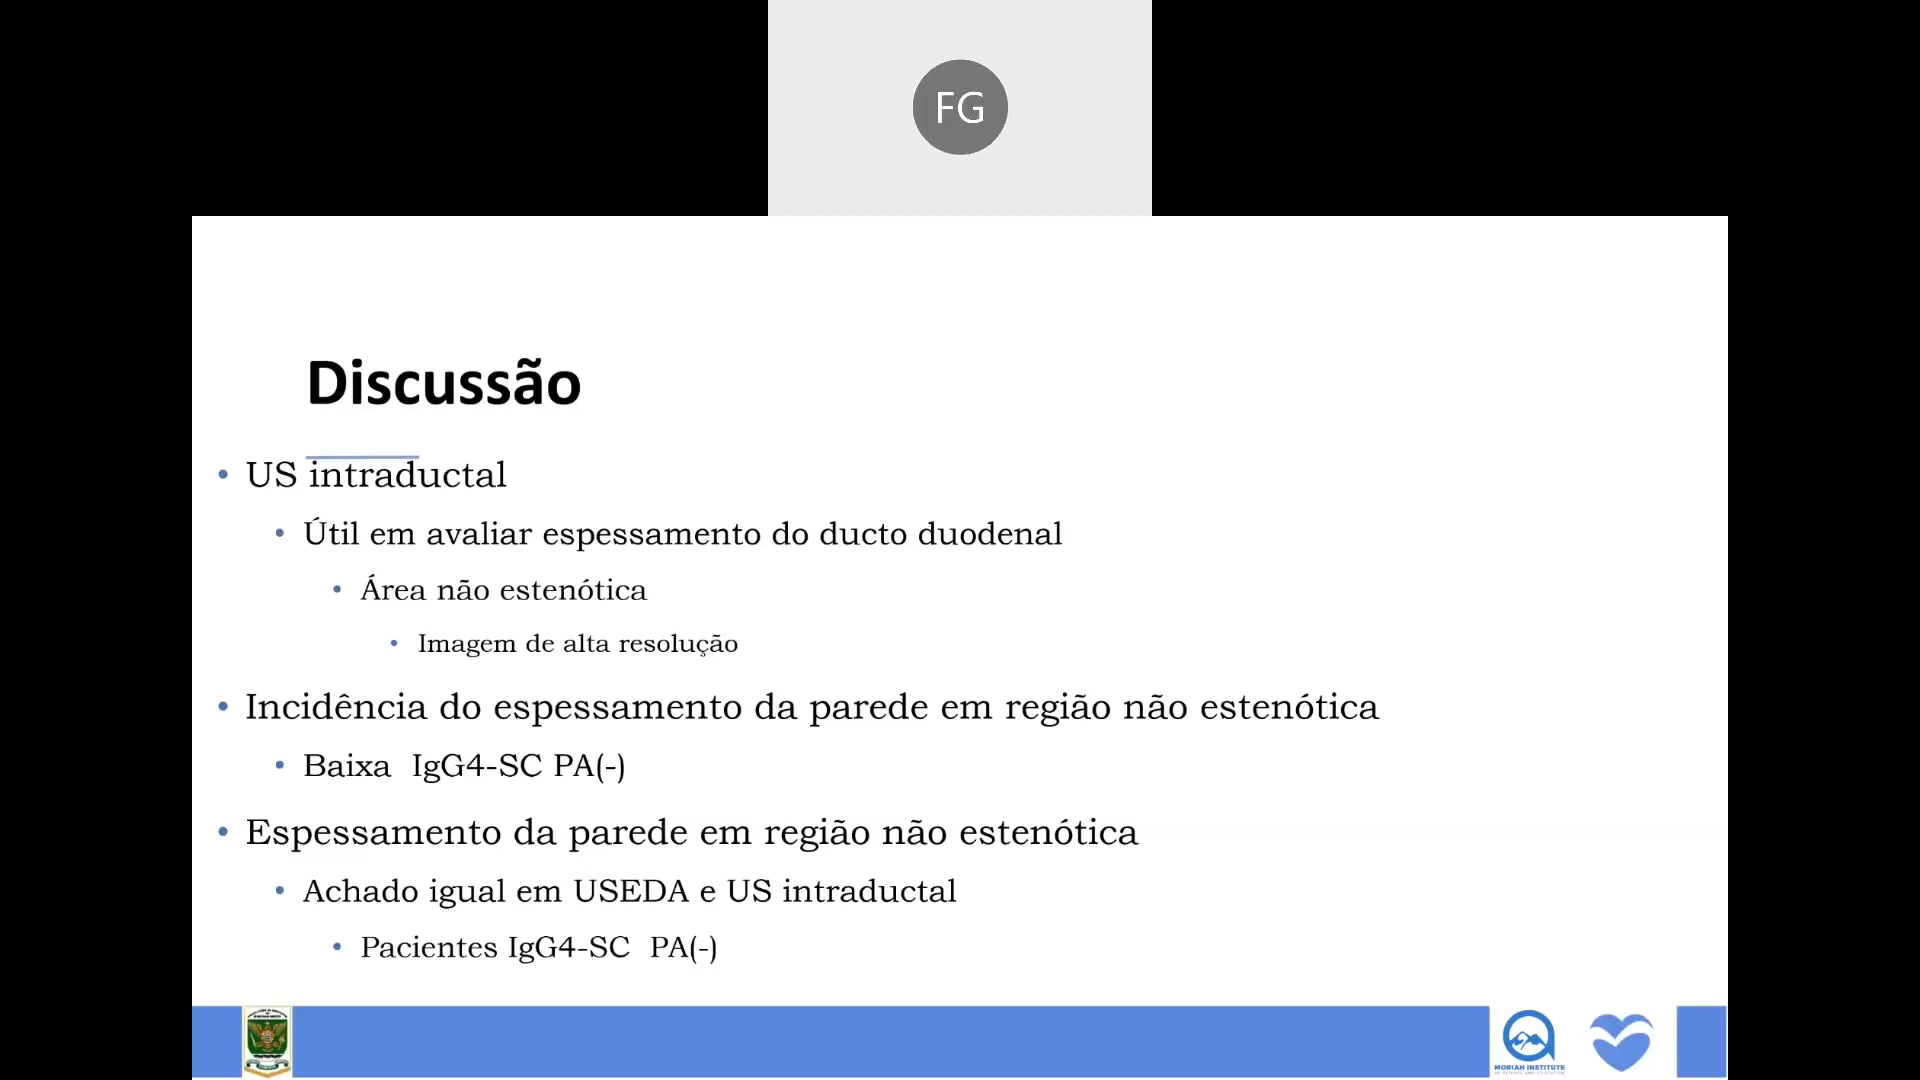 FG
Discussão
US intraductal
Útil em avaliar espessamento do ducto duodenal
Área não estenótica
Imagem de alta resolução
Incidência do espessamento da parede em região não estenótica
Baixa IgG4-SC PA(-)
Espessamento da parede em região não estenótica
Achado igual em USEDA e US intraductal
Pacientes IgG4-SC PA(-)
MORIAH INSTITUTE